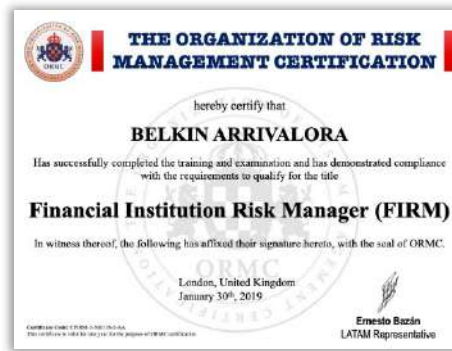 ORMC
THE ORGANIZATION OF RISK
MANAGEMENT CERTIFICATION
hereby certify that
BELKIN ARRIVALORA
Has successfully completed the training and examination and has demonstrated compliance
with the requirements to qualify for the title
Financial Institution Risk Manager (FIRM)
In witness thereof, the following has affixed their signature hereto, with the seal of ORMC.
ORMC
London, United Kingdom
January 30th, 2019
Ernesto Bazán
LATAM Representative
Certificate Code: